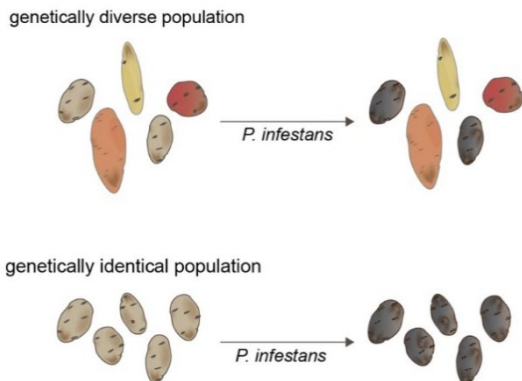 genetically diverse population
P. infestans
genetically identical population
P. infestans